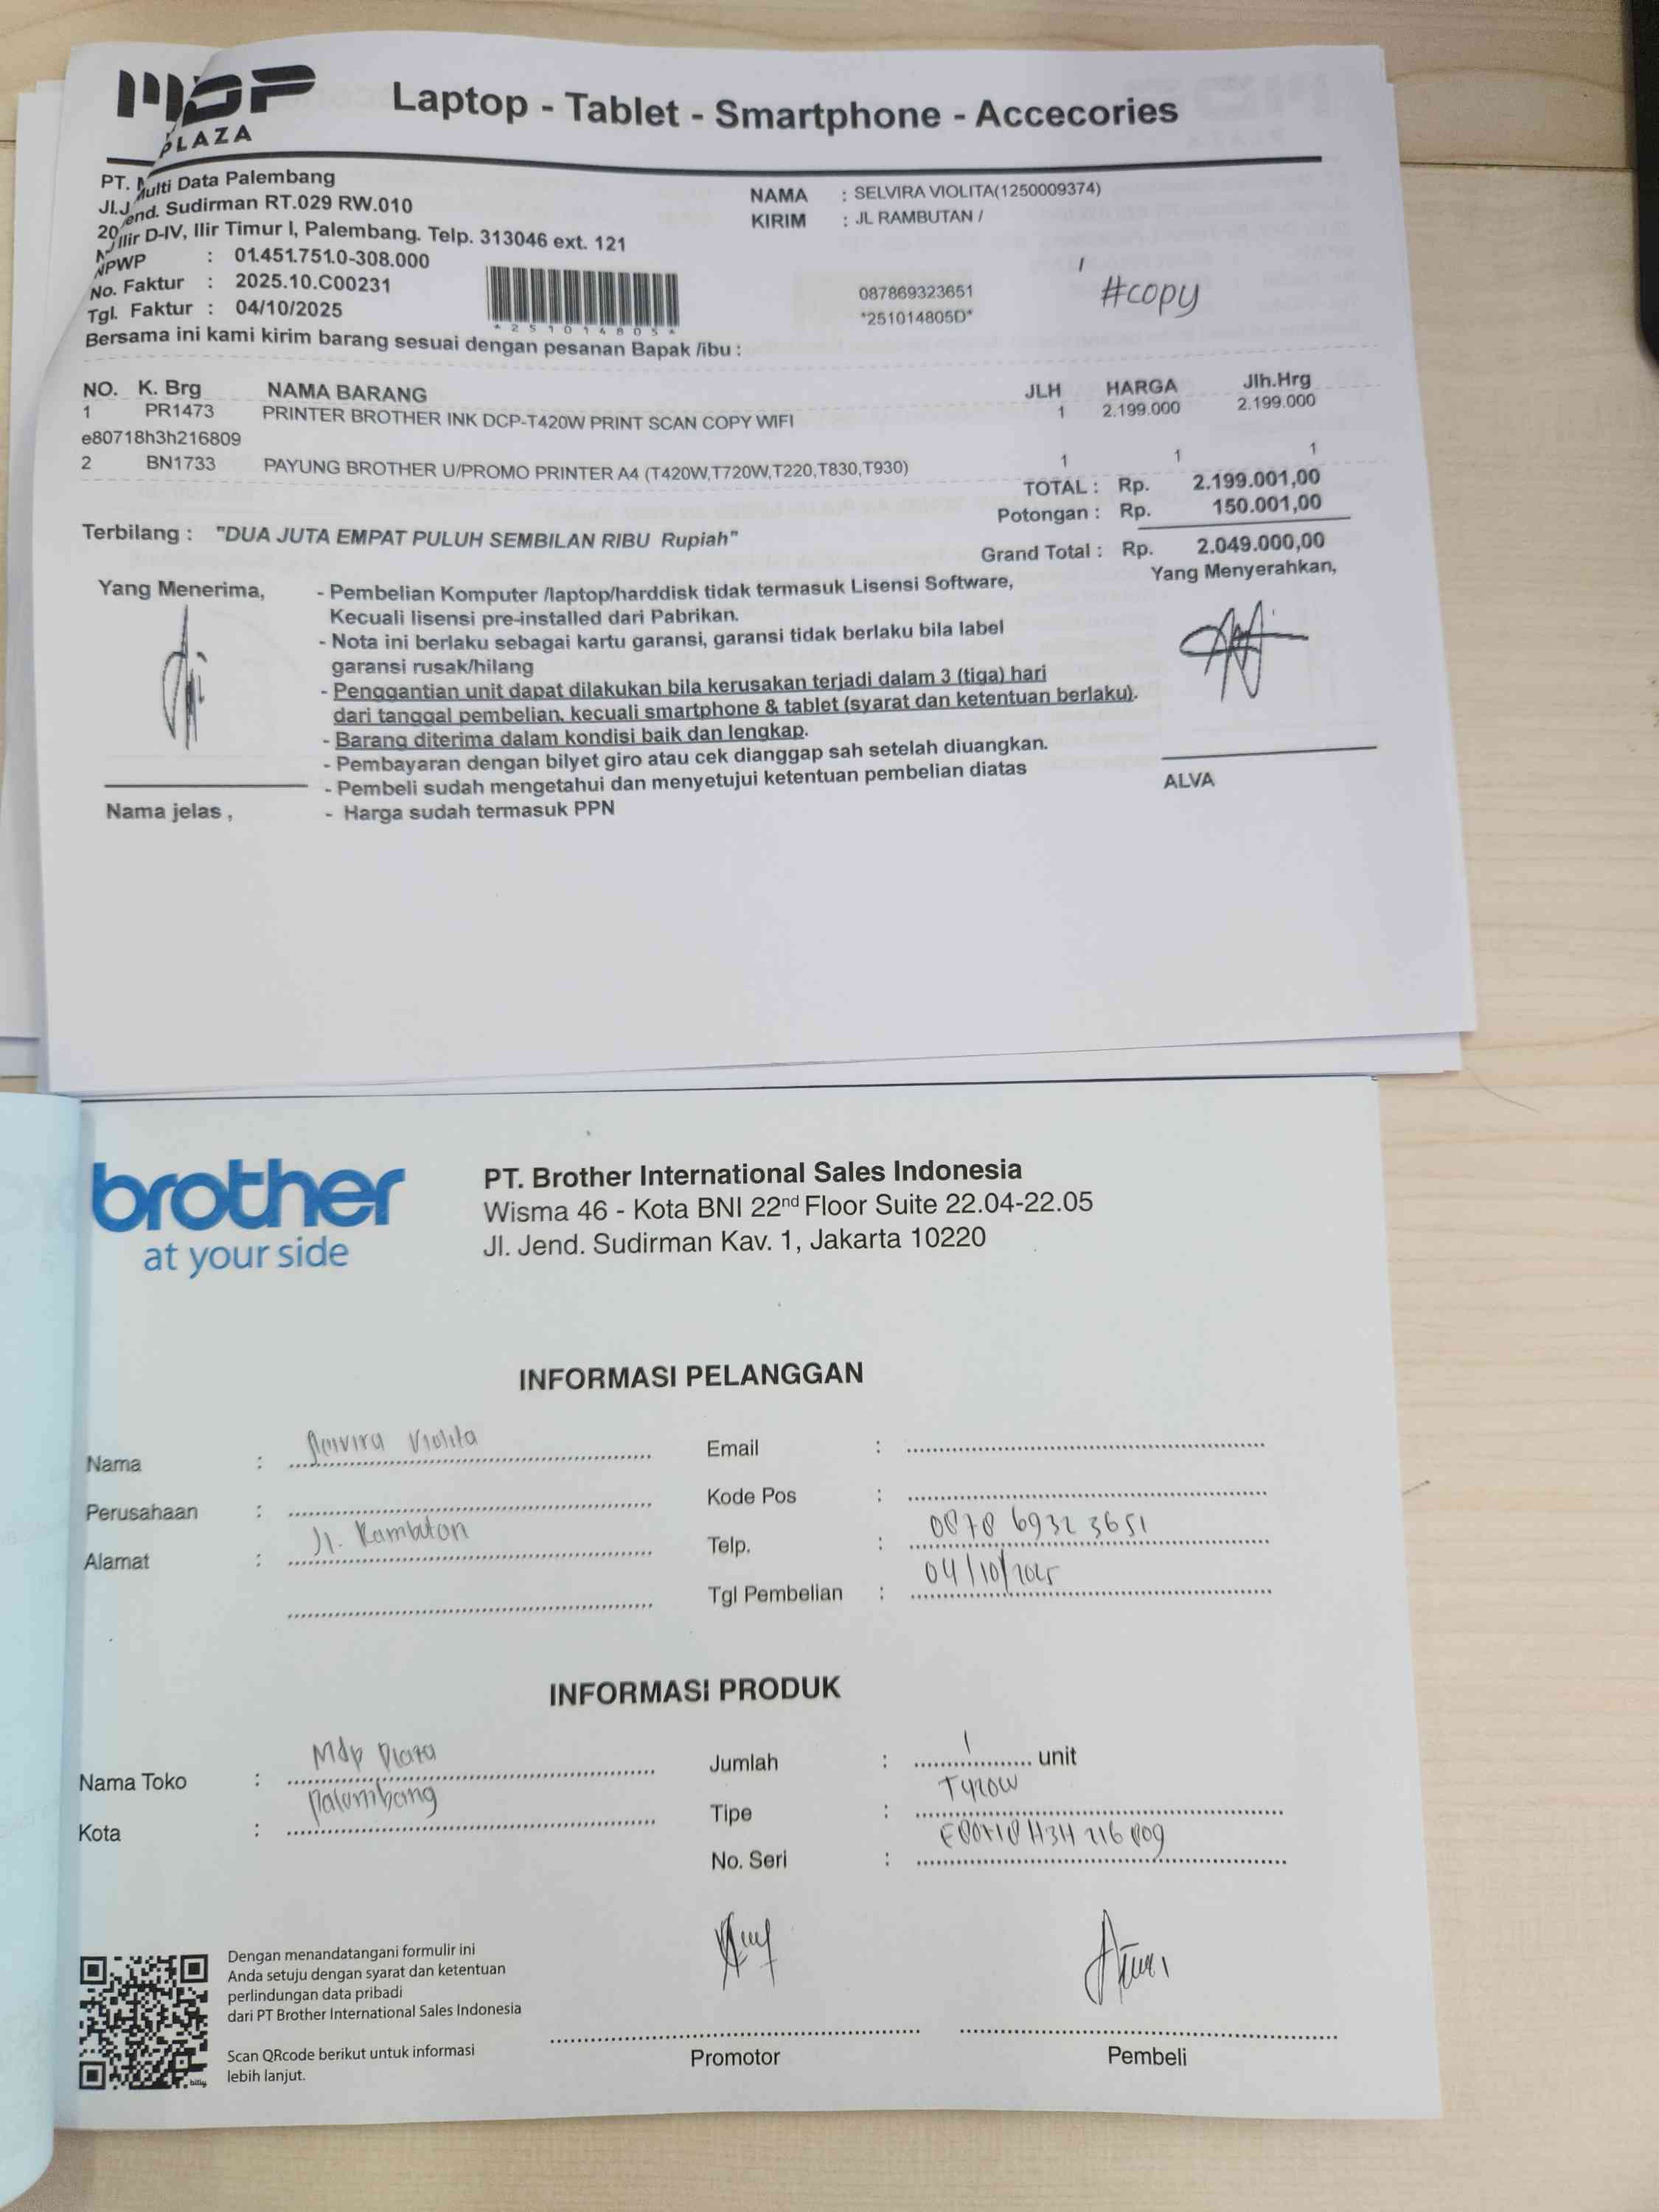 MDP
PLAZA
Laptop - Tablet - Smartphone - Accecories
PT. Multi Data Palembang
Jl.Jend. Sudirman RT.029 RW.010
20 Ilir D-IV, Ilir Timur I, Palembang. Telp. 313046 ext. 121
NPWP : 01.451.751.0-308.000
No. Faktur : 2025.10.C00231
Tgl. Faktur : 04/10/2025
*251014805*
NAMA : SELVIRA VIOLITA(1250009374)
KIRIM : JL RAMBUTAN /
/
087869323651
*251014805D*
#copy
Bersama ini kami kirim barang sesuai dengan pesanan Bapak /ibu :
NO. K. Brg NAMA BARANG JLH HARGA Jlh.Hrg
1 PR1473 PRINTER BROTHER INK DCP-T420W PRINT SCAN COPY WIFI 1 2.199.000 2.199.000
e80718h3h216809
2 BN1733 PAYUNG BROTHER U/PROMO PRINTER A4 (T420W,T720W,T220,T830,T930) 1 1 1
TOTAL : Rp. 2.199.001,00
Potongan : Rp. 150.001,00
Terbilang : "DUA JUTA EMPAT PULUH SEMBILAN RIBU Rupiah"
Grand Total : Rp. 2.049.000,00
Yang Menerima,
- Pembelian Komputer /laptop/harddisk tidak termasuk Lisensi Software,
Kecuali lisensi pre-installed dari Pabrikan.
- Nota ini berlaku sebagai kartu garansi, garansi tidak berlaku bila label
garansi rusak/hilang
- Penggantian unit dapat dilakukan bila kerusakan terjadi dalam 3 (tiga) hari
dari tanggal pembelian, kecuali smartphone & tablet (syarat dan ketentuan berlaku).
- Barang diterima dalam kondisi baik dan lengkap.
- Pembayaran dengan bilyet giro atau cek dianggap sah setelah diuangkan.
- Pembeli sudah mengetahui dan menyetujui ketentuan pembelian diatas
- Harga sudah termasuk PPN
Yang Menyerahkan,
ALVA
Nama jelas ,
brother
at your side
PT. Brother International Sales Indonesia
Wisma 46 - Kota BNI 22nd Floor Suite 22.04-22.05
Jl. Jend. Sudirman Kav. 1, Jakarta 10220
INFORMASI PELANGGAN
Nama : Selvira Violita
Perusahaan :
Alamat : Jl. Rambutan
Email :
Kode Pos :
Telp. : 0878 6932 3651
Tgl Pembelian : 04/10/2025
INFORMASI PRODUK
Nama Toko : Mdp Plaza
Kota : Palembang
Jumlah : 1 unit
Tipe : T420W
No. Seri : E80718H3H216809
Dengan menandatangani formulir ini
Anda setuju dengan syarat dan ketentuan
perlindungan data pribadi
dari PT Brother International Sales Indonesia
Scan QRcode berikut untuk informasi
lebih lanjut.
bitly
Promotor
Pembeli